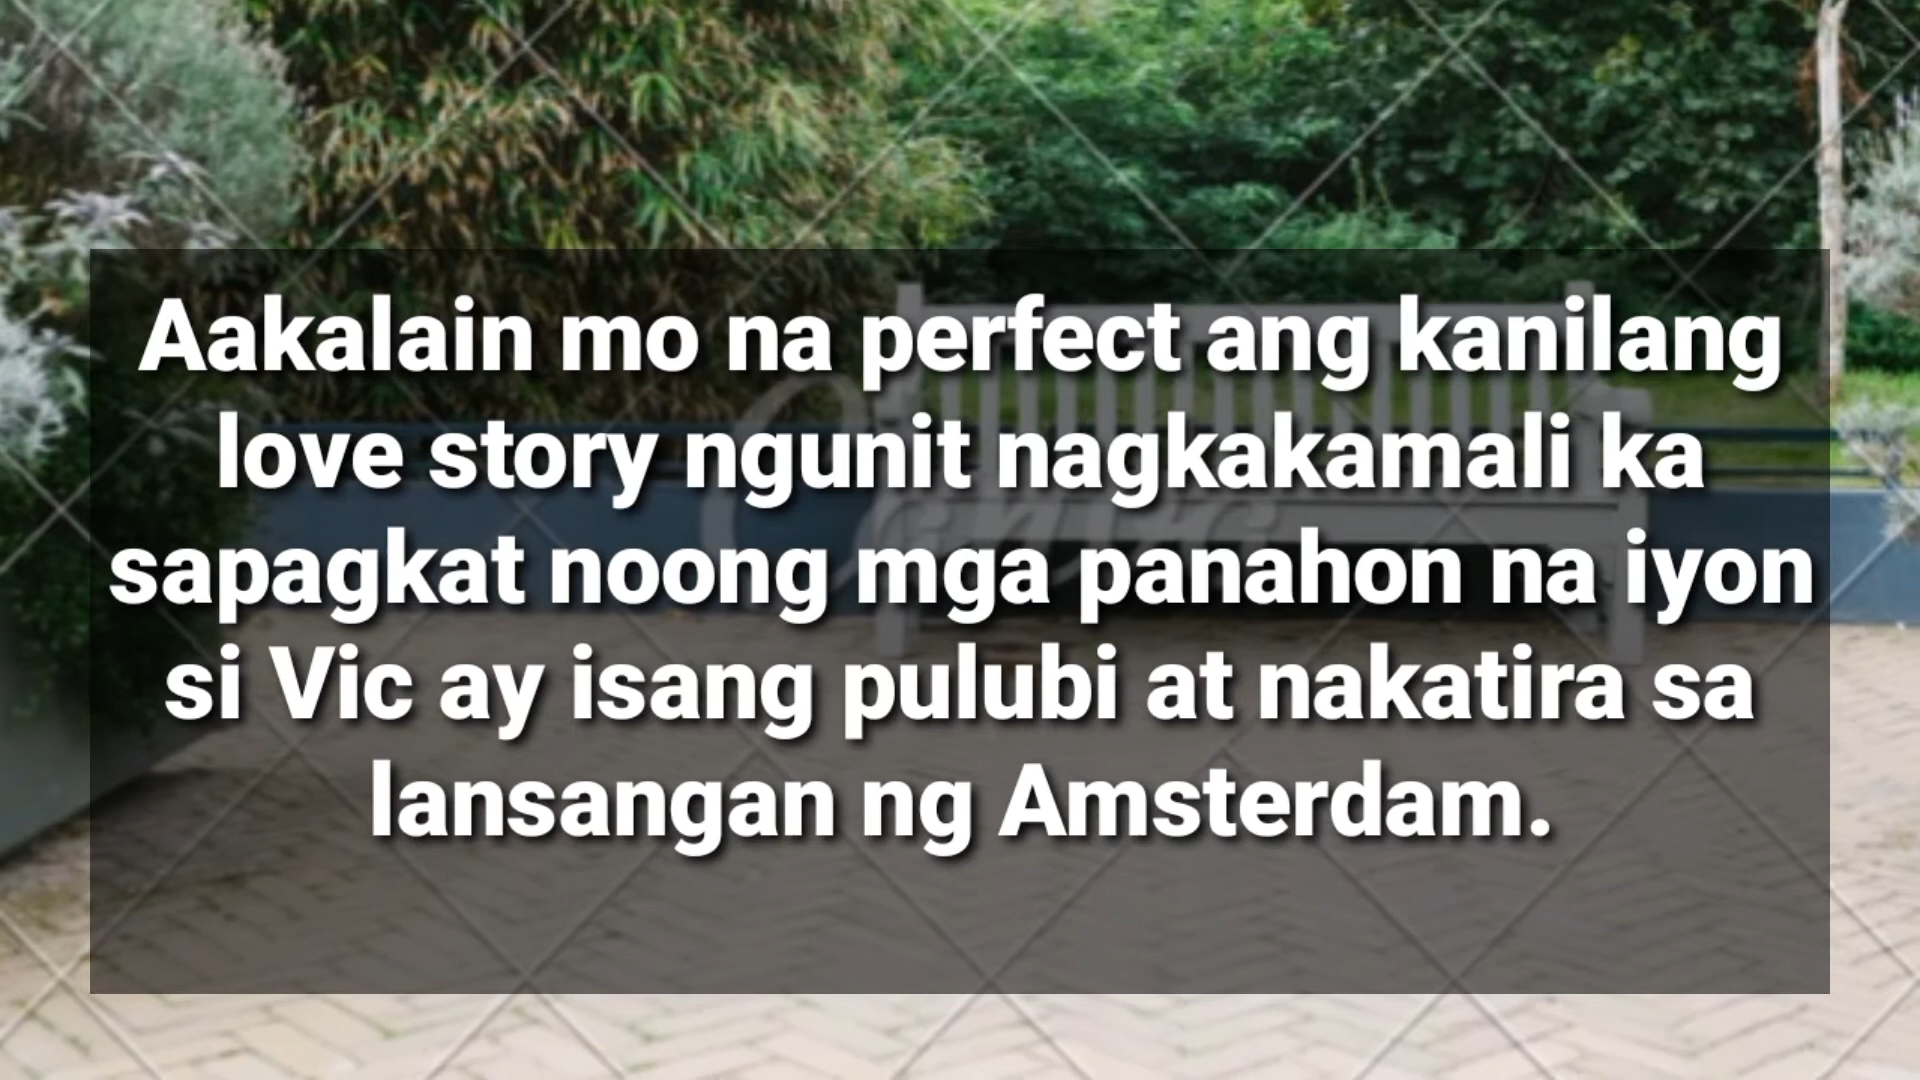 Aakalain mo na perfect ang kanilang
love story ngunit nagkakamali ka
sapagkat noong mga panahon na iyon
si Vic ay isang pulubi at nakatira sa
lansangan ng Amsterdam.